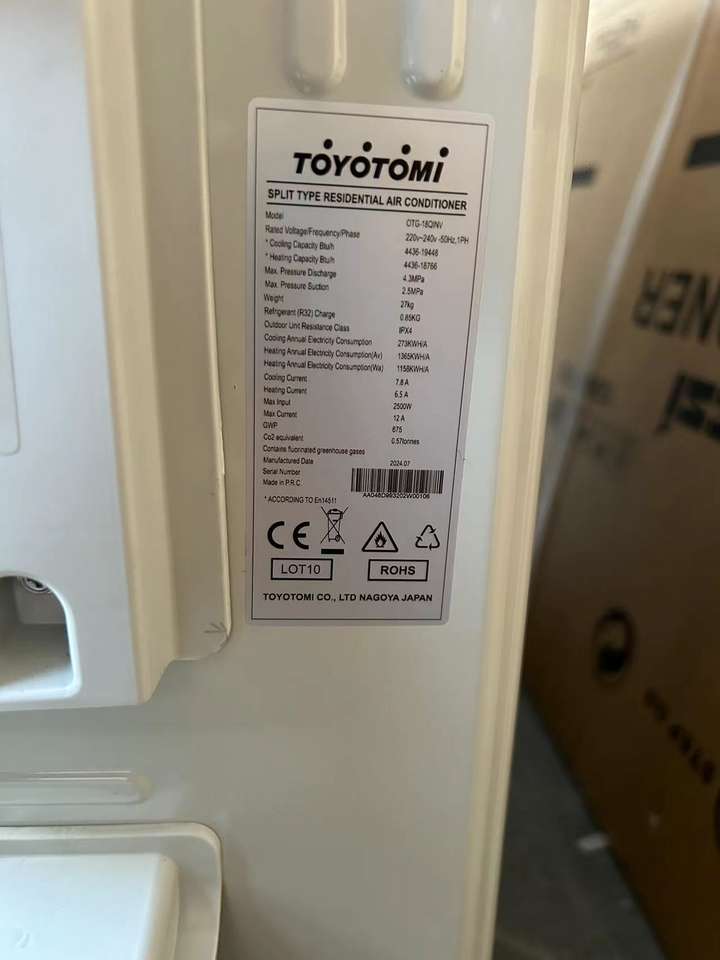 TOYOTOMI
SPLIT TYPE RESIDENTIAL AIR CONDITIONER
Model OTG-18QINV
Rated Voltage/Frequency/Phase 220v~240v -50Hz,1PH
* Cooling Capacity Btu/h 4436-19448
* Heating Capacity Btu/h 4436-18766
Max. Pressure Discharge 4.3MPa
Max. Pressure Suction 2.5MPa
Weight 27kg
Refrigerant (R32) Charge 0.85KG
Outdoor Unit Resistance Class IPX4
Cooling Annual Electricity Consumption 273KWH/A
Heating Annual Electricity Consumption(Av) 1365KWH/A
Heating Annual Electricity Consumption(Wa) 1158KWH/A
Cooling Current 7.8 A
Heating Current 6.5 A
Max Input 2500W
Max Current 12 A
GWP 675
Co2 equivalent 0.57tonnes
Contains fluorinated greenhouse gases
Manufactured Date 2024.07
Serial Number
Made in P.R.C.
AA048D993202W00106
* ACCORDING TO En14511
CE
LOT10 ROHS
TOYOTOMI CO., LTD NAGOYA JAPAN
STEP ON